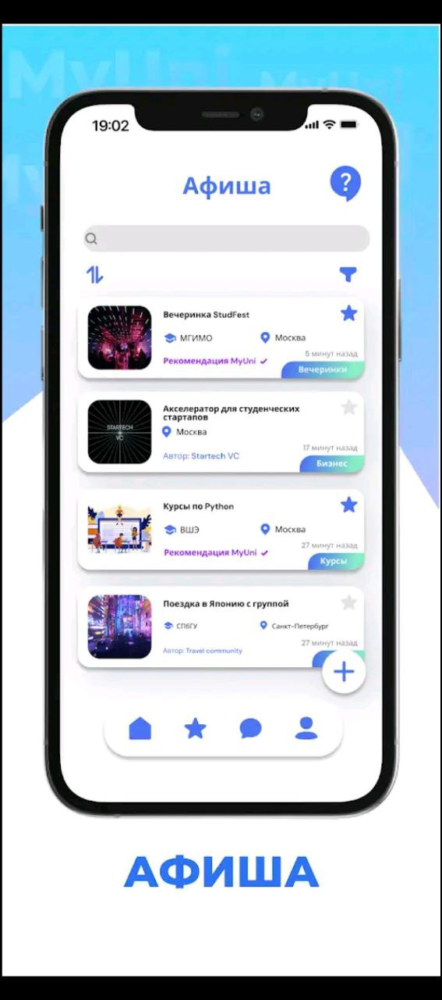 MyUni
MyUni
19:02
Афиша
?
Вечеринка StudFest
МГИМО
Москва
5 минут назад
Рекомендация MyUni
Вечеринки
STARTECH
VC
Акселератор для студенческих
стартапов
Москва
17 минут назад
Автор: Startech VC
Бизнес
Курсы по Python
ВШЭ
Москва
27 минут назад
Рекомендация MyUni
Курсы
Поездка в Японию с группой
СПбГУ
Санкт-Петербург
27 минут назад
Автор: Travel community
АФИША